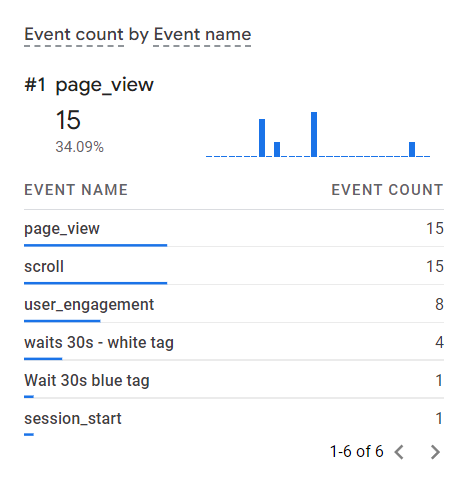 Event count by Event name
#1 page_view
15
34.09%
EVENT NAME EVENT COUNT
page_view 15
scroll 15
user_engagement 8
waits 30s - white tag 4
Wait 30s blue tag 1
session_start 1
1-6 of 6